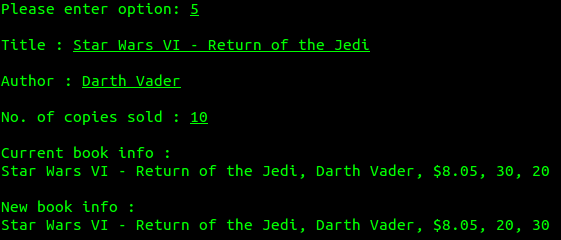 Please enter option: 5
Title : Star Wars VI - Return of the Jedi
Author : Darth Vader
No. of copies sold : 10
Current book info :
Star Wars VI - Return of the Jedi, Darth Vader, $8.05, 30, 20
New book info :
Star Wars VI - Return of the Jedi, Darth Vader, $8.05, 20, 30